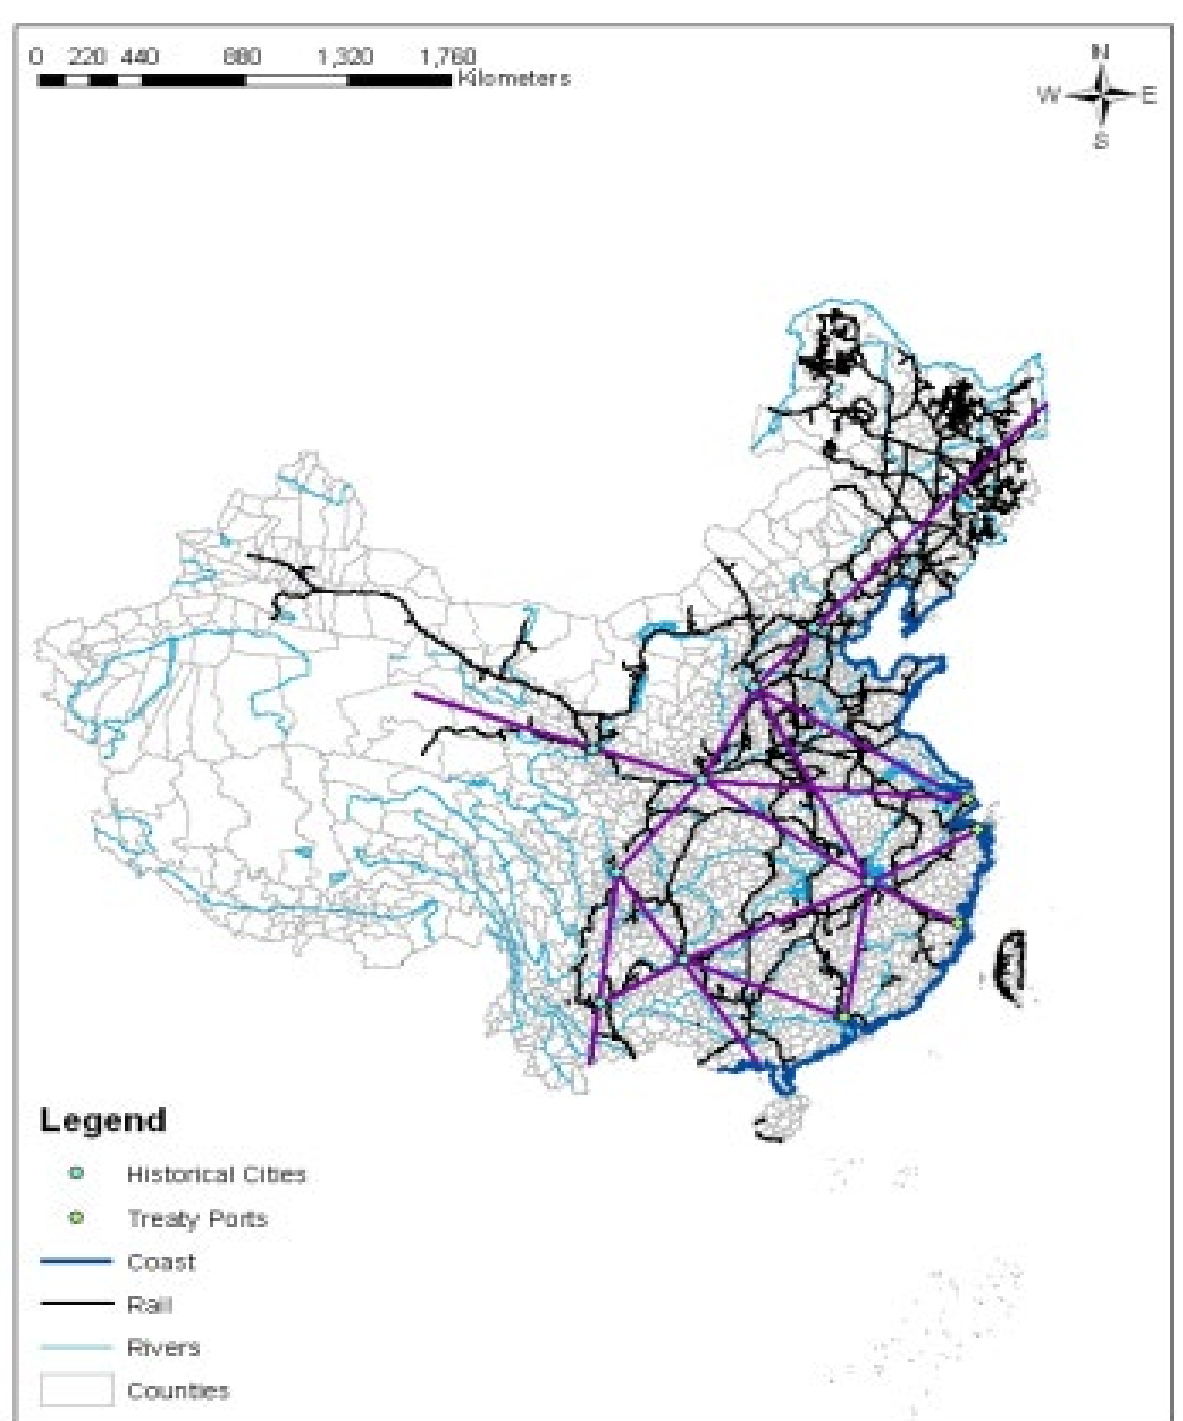 0 220 440 880 1,320 1,760
Kilometers
N
W E
S
Legend
Historical Cities
Treaty Ports
Coast
Rail
Rivers
Counties